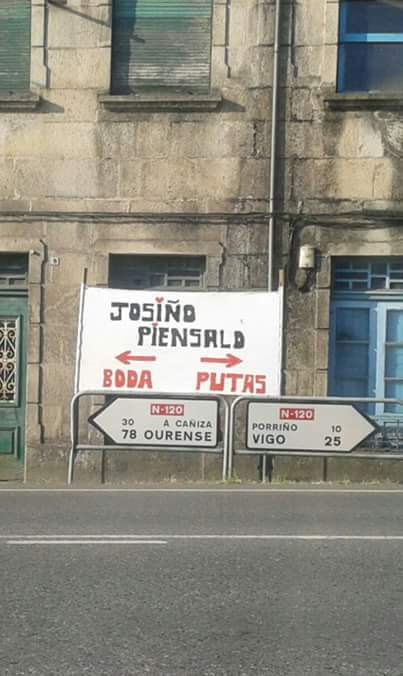 JOSIÑO
PIENSALO
BODA PUTAS
N-120
30 A CAÑIZA
78 OURENSE
N-120
PORRIÑO 10
VIGO 25